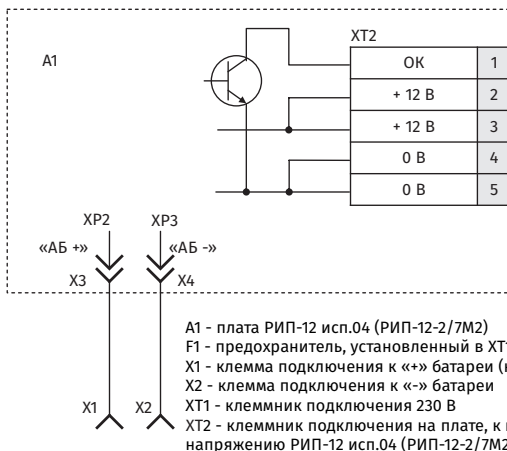 A1
XT2
ОК 1
+ 12 В 2
+ 12 В 3
0 В 4
0 В 5
XP2 XP3
«АБ +» «АБ -»
X3 X4
X1 X2
А1 - плата РИП-12 исп.04 (РИП-12-2/7М2)
F1 - предохранитель, установленный в XT1
X1 - клемма подключения к «+» батареи
X2 - клемма подключения к «-» батареи
XT1 - клеммник подключения 230 В
XT2 - клеммник подключения на плате, к
напряжению РИП-12 исп.04 (РИП-12-2/7М2